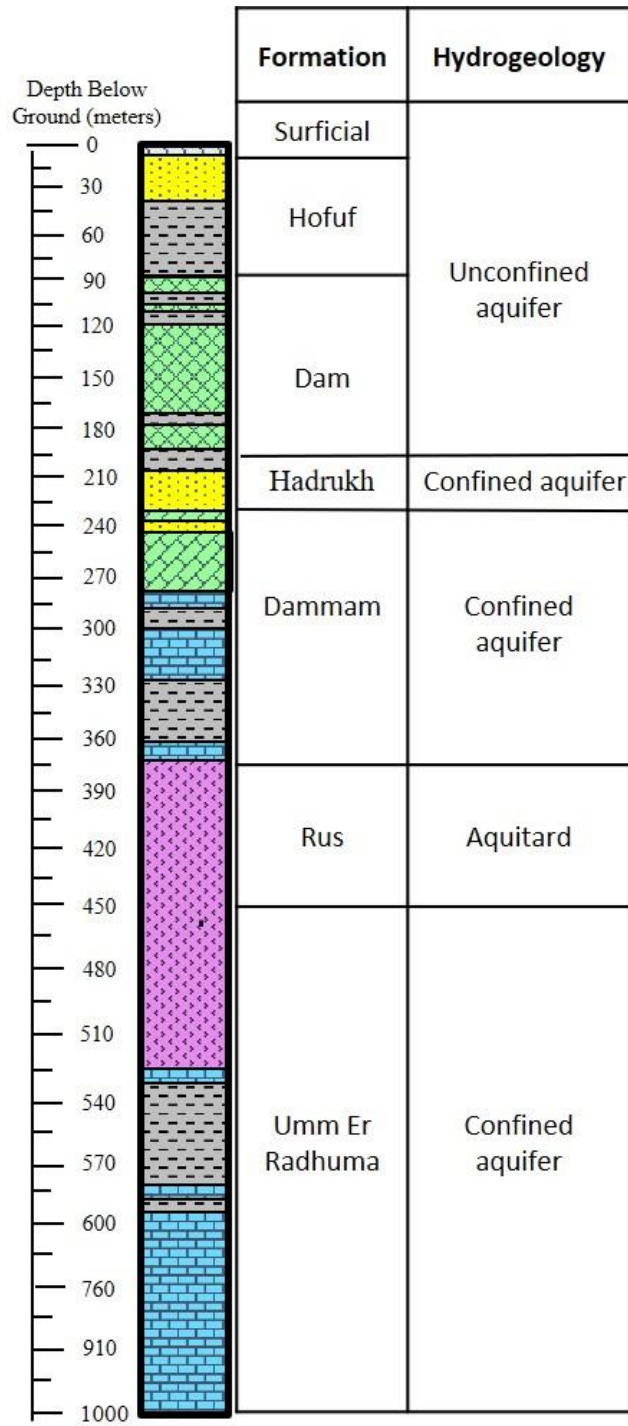 Formation
Hydrogeology
Depth Below
Ground (meters)
0
30
60
90
120
150
180
210
240
270
300
330
360
390
420
450
480
510
540
570
600
760
910
1000
Surficial
Hofuf
Unconfined
aquifer
Dam
Hadrukh
Confined aquifer
Dammam
Confined
aquifer
Rus
Aquitard
Umm Er
Radhuma
Confined
aquifer